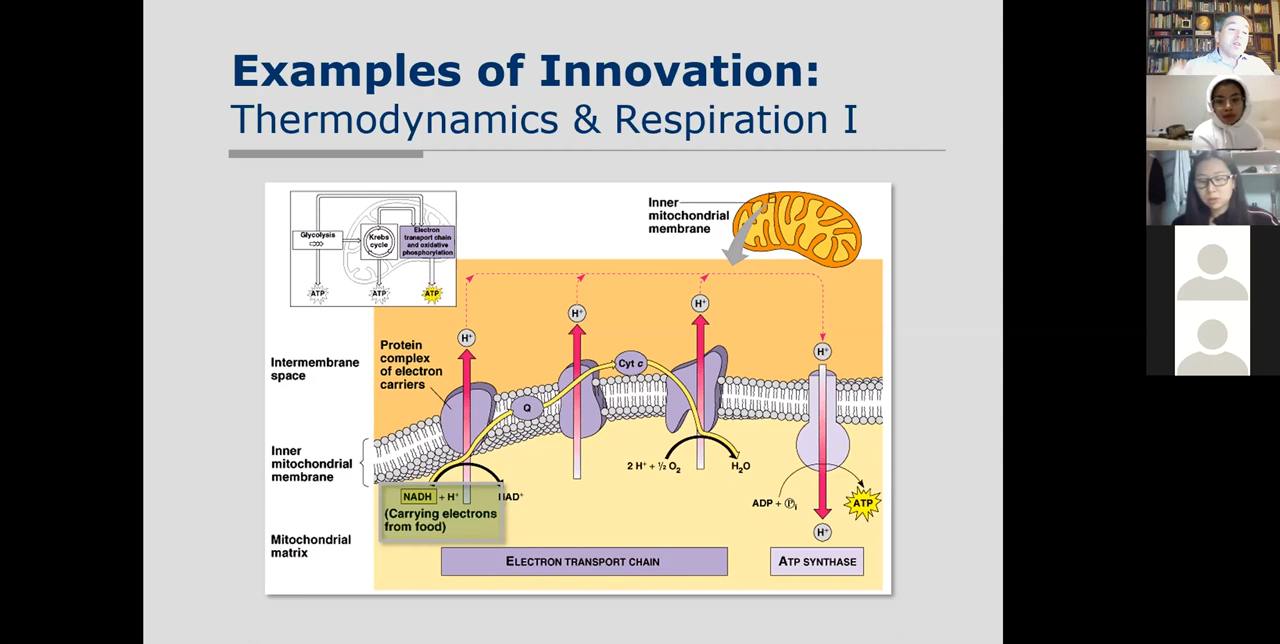 Examples of Innovation:
Thermodynamics & Respiration I
Inner
mitochondrial
membrane
Glycolysis
Krebs
cycle
Electron
transport chain
and oxidative
phosphorylation
ATP
ATP
ATP
H⁺
H⁺
H⁺
H⁺
Intermembrane
space
Protein
complex
of electron
carriers
Q
Cyt c
Inner
mitochondrial
membrane
2 H⁺ + ½ O₂
H₂O
NADH + H⁺
NAD⁺
(Carrying electrons
from food)
ADP + Ⓟi
ATP
H⁺
Mitochondrial
matrix
ELECTRON TRANSPORT CHAIN
ATP SYNTHASE